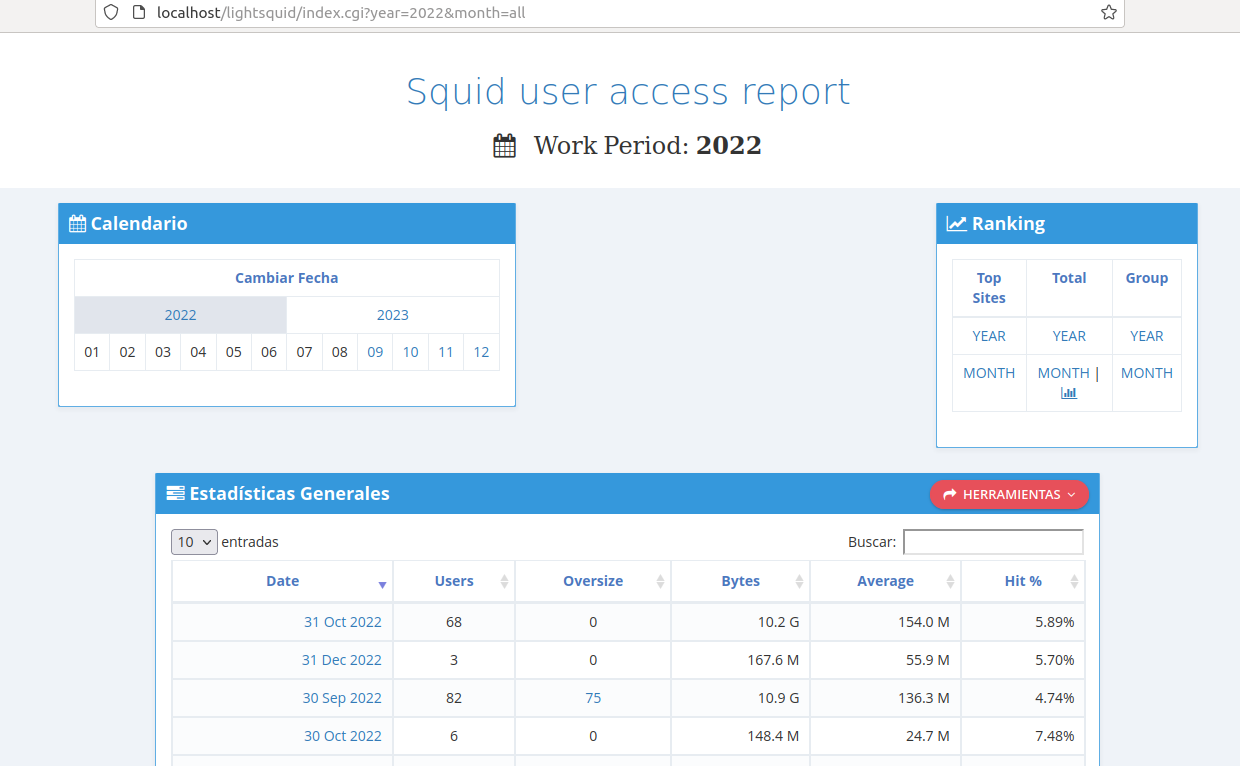 localhost/lightsquid/index.cgi?year=2022&month=all
Squid user access report
Work Period: 2022
Calendario
Cambiar Fecha
2022 2023
01 02 03 04 05 06 07 08 09 10 11 12
Ranking
Top Sites Total Group
YEAR YEAR YEAR
MONTH MONTH | MONTH
Estadísticas Generales HERRAMIENTAS
10 entradas Buscar:
Date Users Oversize Bytes Average Hit %
31 Oct 2022 68 0 10.2 G 154.0 M 5.89%
31 Dec 2022 3 0 167.6 M 55.9 M 5.70%
30 Sep 2022 82 75 10.9 G 136.3 M 4.74%
30 Oct 2022 6 0 148.4 M 24.7 M 7.48%